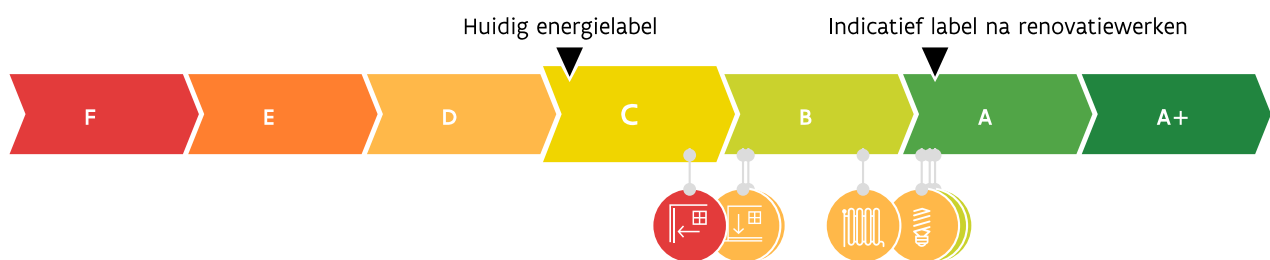 Huidig energielabel
Indicatief label na renovatiewerken
F
E
D
C
B
A
A+